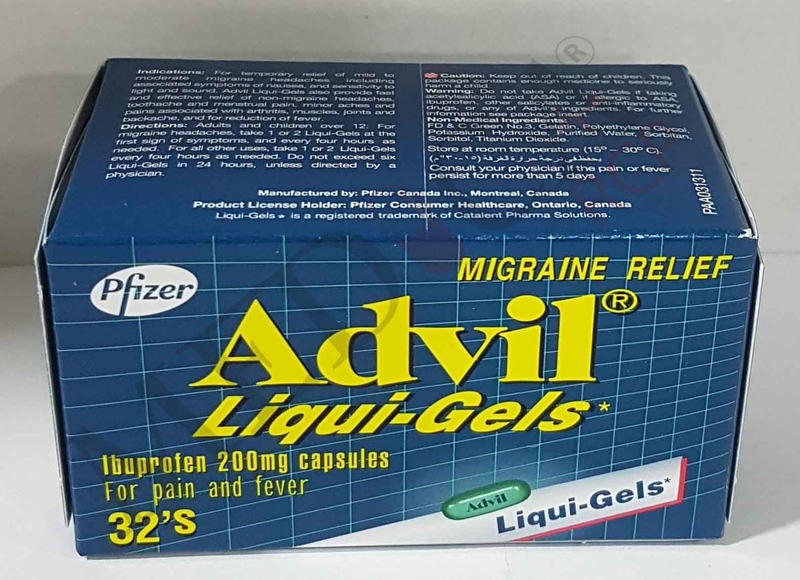 Indications: For temporary relief of mild to
moderate migraine headaches including
associated symptoms of nausea, and sensitivity to
light and sound. Advil Liqui-Gels also provide fast
and effective relief of non-migraine headaches,
toothache and menstrual pain, minor aches and
pains associated with arthritis, muscles, joints and
backache, and for reduction of fever.
Directions: Adults and children over 12: For
migraine headaches, take 1 or 2 Liqui-Gels at the
first sign of symptoms, and every four hours as
needed. For all other uses, take 1 or 2 Liqui-Gels
every four hours as needed. Do not exceed six
Liqui-Gels in 24 hours, unless directed by a
physician.
Caution: Keep out of reach of children. This
package contains enough medicine to seriously
harm a child.
Warning: Do not take Advil Liqui-Gels if taking
acetylsalicylic acid (ASA) or if allergic to ASA,
ibuprofen, other salicylates or anti-inflammatory
drugs, or any of Advil's ingredients. For further
information see package insert.
Non-Medical Ingredients:
FD & C Green No.3, Gelatin, Polyethylene Glycol,
Potassium Hydroxide, Purified Water, Sorbitan,
Sorbitol, Titanium Dioxide.
Store at room temperature (15º – 30º C).
يحفظ في درجة حرارة الغرفة (١٥-٣٠°م)
Consult your physician if the pain or fever
persist for more than 5 days
PAA031311
Manufactured by: Pfizer Canada Inc., Montreal, Canada
Product License Holder: Pfizer Consumer Healthcare, Ontario, Canada
Liqui-Gels * is a registered trademark of Catalent Pharma Solutions.
Pfizer
MIGRAINE RELIEF
Advil®
Liqui-Gels*
Ibuprofen 200mg capsules
For pain and fever
32's
Advil
Liqui-Gels*